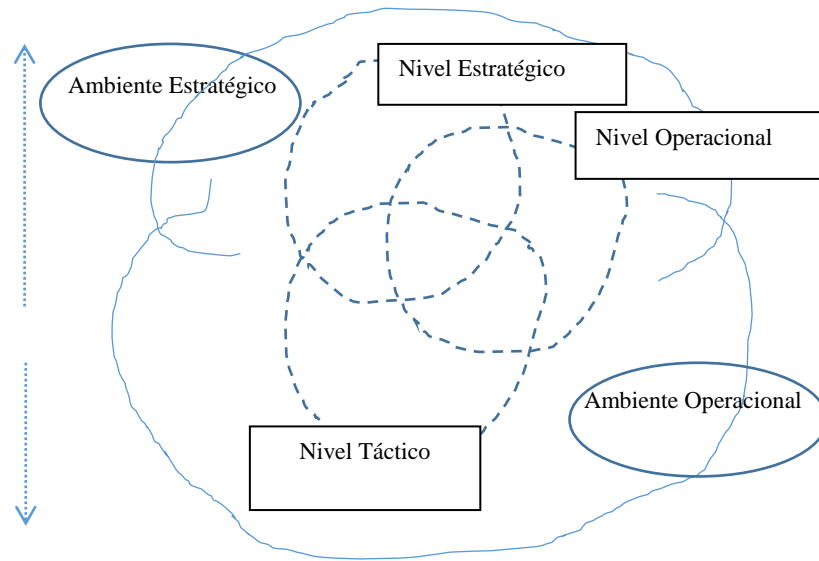 Nivel Estratégico
Ambiente Estratégico
Nivel Operacional
Ambiente Operacional
Nivel Táctico